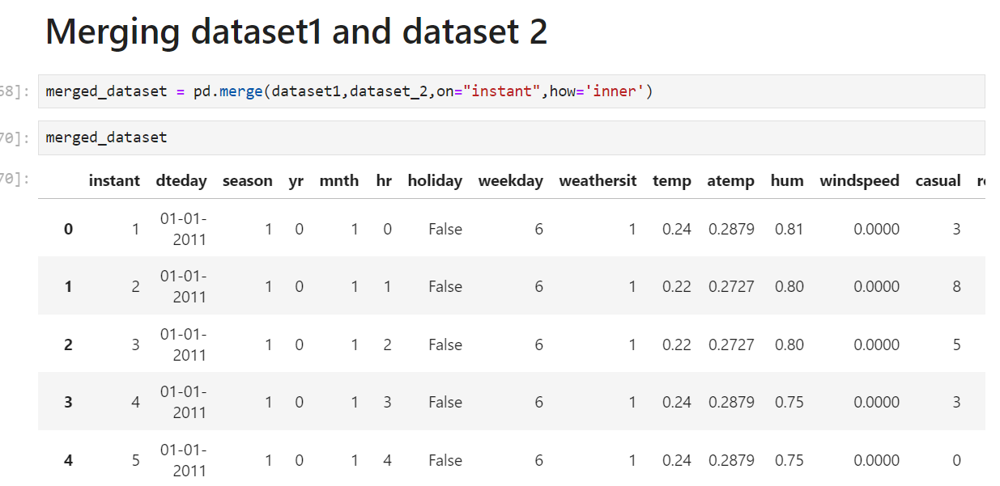 Merging dataset1 and dataset 2
68]: merged_dataset = pd.merge(dataset1,dataset_2,on="instant",how='inner')
70]: merged_dataset
70]: instant dteday season yr mnth hr holiday weekday weathersit temp atemp hum windspeed casual
0 1 01-01-2011 1 0 1 0 False 6 1 0.24 0.2879 0.81 0.0000 3
1 2 01-01-2011 1 0 1 1 False 6 1 0.22 0.2727 0.80 0.0000 8
2 3 01-01-2011 1 0 1 2 False 6 1 0.22 0.2727 0.80 0.0000 5
3 4 01-01-2011 1 0 1 3 False 6 1 0.24 0.2879 0.75 0.0000 3
4 5 01-01-2011 1 0 1 4 False 6 1 0.24 0.2879 0.75 0.0000 0